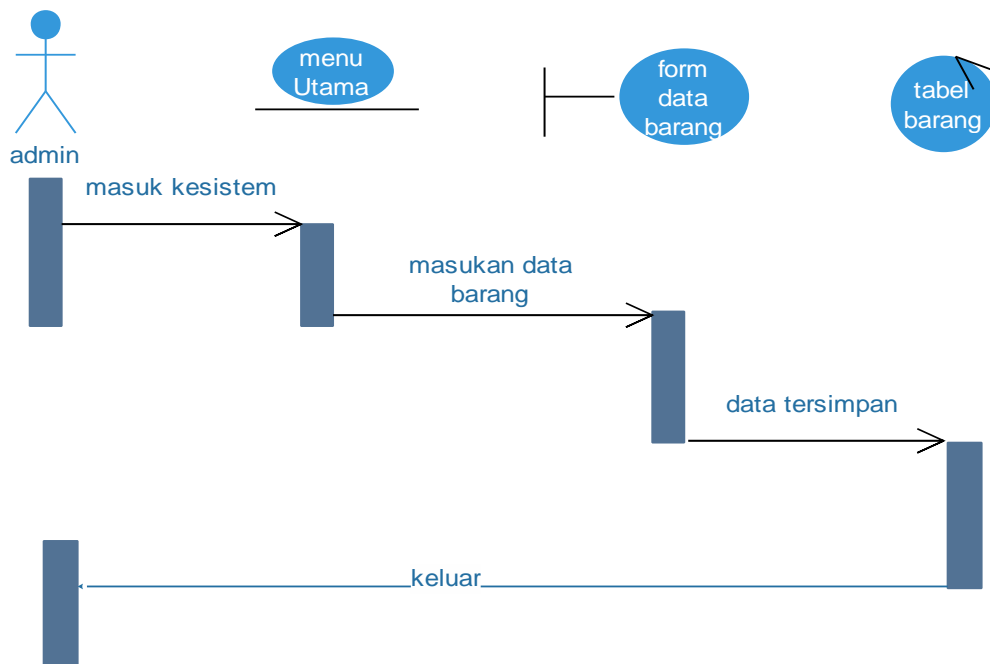 menu
Utama
form
data
barang
tabel
barang
admin
masuk kesistem
masukan data
barang
data tersimpan
keluar